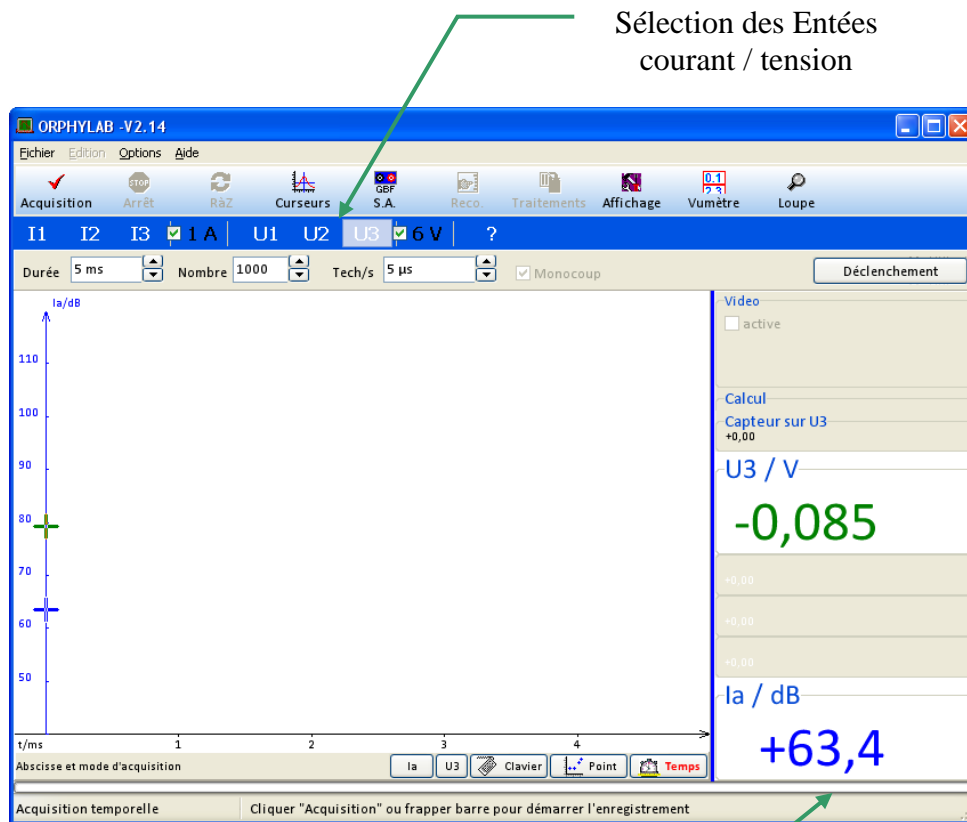 Sélection des Entées
courant / tension
ORPHYLAB -V2.14
Fichier Edition Options Aide
Acquisition Arrêt RàZ Curseurs GBF S.A. Reco. Traitements Affichage 0.1 2.3 Vumètre Loupe
I1 I2 I3 1 A U1 U2 U3 6 V ?
Durée 5 ms Nombre 1000 Tech/s 5 µs Monocoup Déclenchement
Ia/dB
110
100
90
80
70
60
50
t/ms 1 2 3 4
Abscisse et mode d'acquisition Ia U3 Clavier Point Temps
Video
active
Calcul
Capteur sur U3
+0,00
U3 / V
-0,085
+0,00
+0,00
+0,00
Ia / dB
+63,4
Acquisition temporelle Cliquer "Acquisition" ou frapper barre pour démarrer l'enregistrement